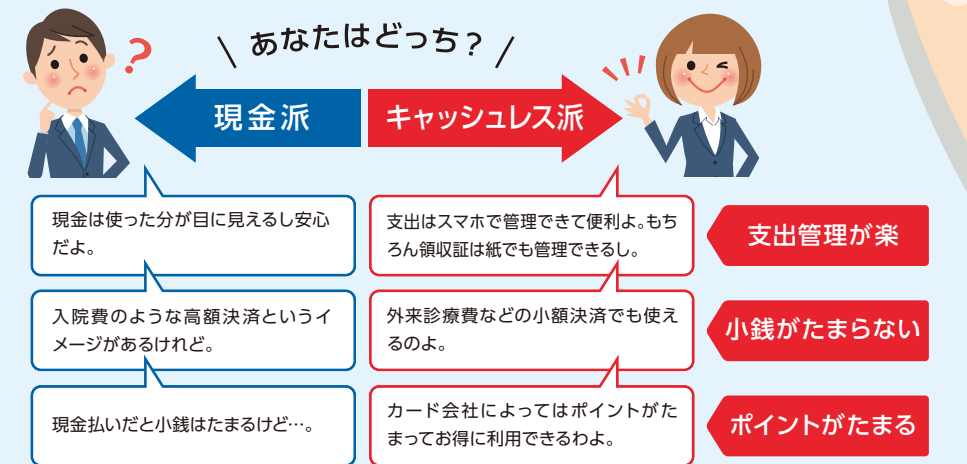 あなたはどっち?
?
現金派
キャッシュレス派
現金は使った分が目に見えるし安心
だよ。
支出はスマホで管理できて便利よ。もち
ろん領収証は紙でも管理できるし。
支出管理が楽
入院費のような高額決済というイ
メージがあるけれど。
外来診療費などの小額決済でも使え
るのよ。
小銭がたまらない
現金払いだと小銭はたまるけど…。
カード会社によってはポイントがた
まってお得に利用できるわよ。
ポイントがたまる